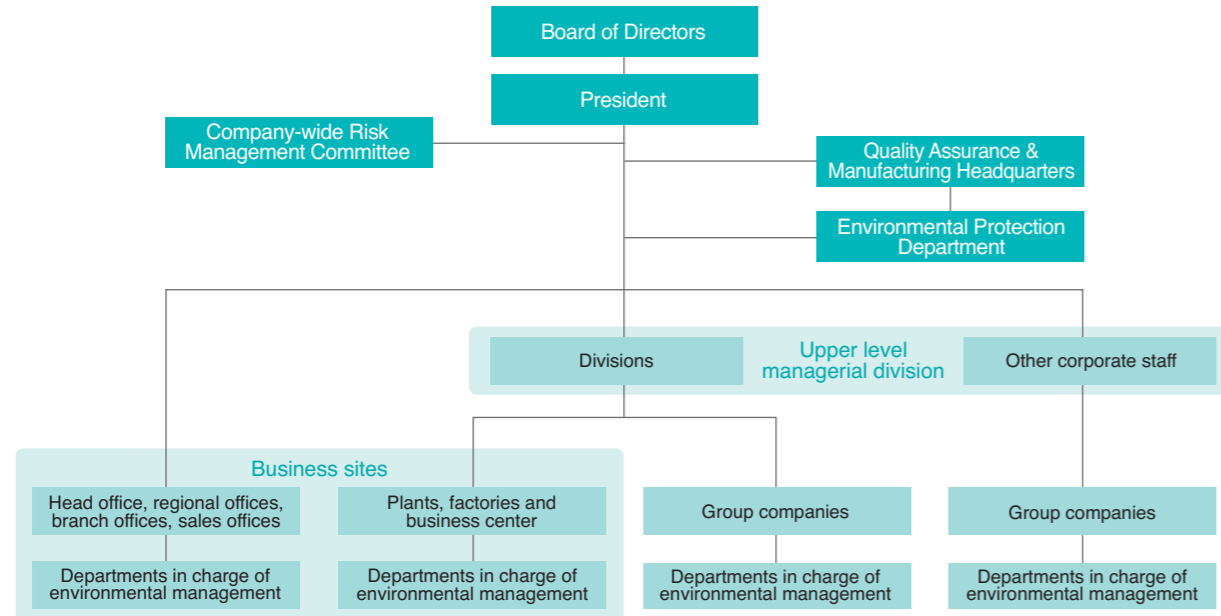 Board of Directors
President
Company-wide Risk
Management Committee
Quality Assurance &
Manufacturing Headquarters
Environmental Protection
Department
Divisions
Upper level
managerial division
Other corporate staff
Business sites
Head office, regional offices,
branch offices, sales offices
Plants, factories and
business center
Group companies
Group companies
Departments in charge of
environmental management
Departments in charge of
environmental management
Departments in charge of
environmental management
Departments in charge of
environmental management